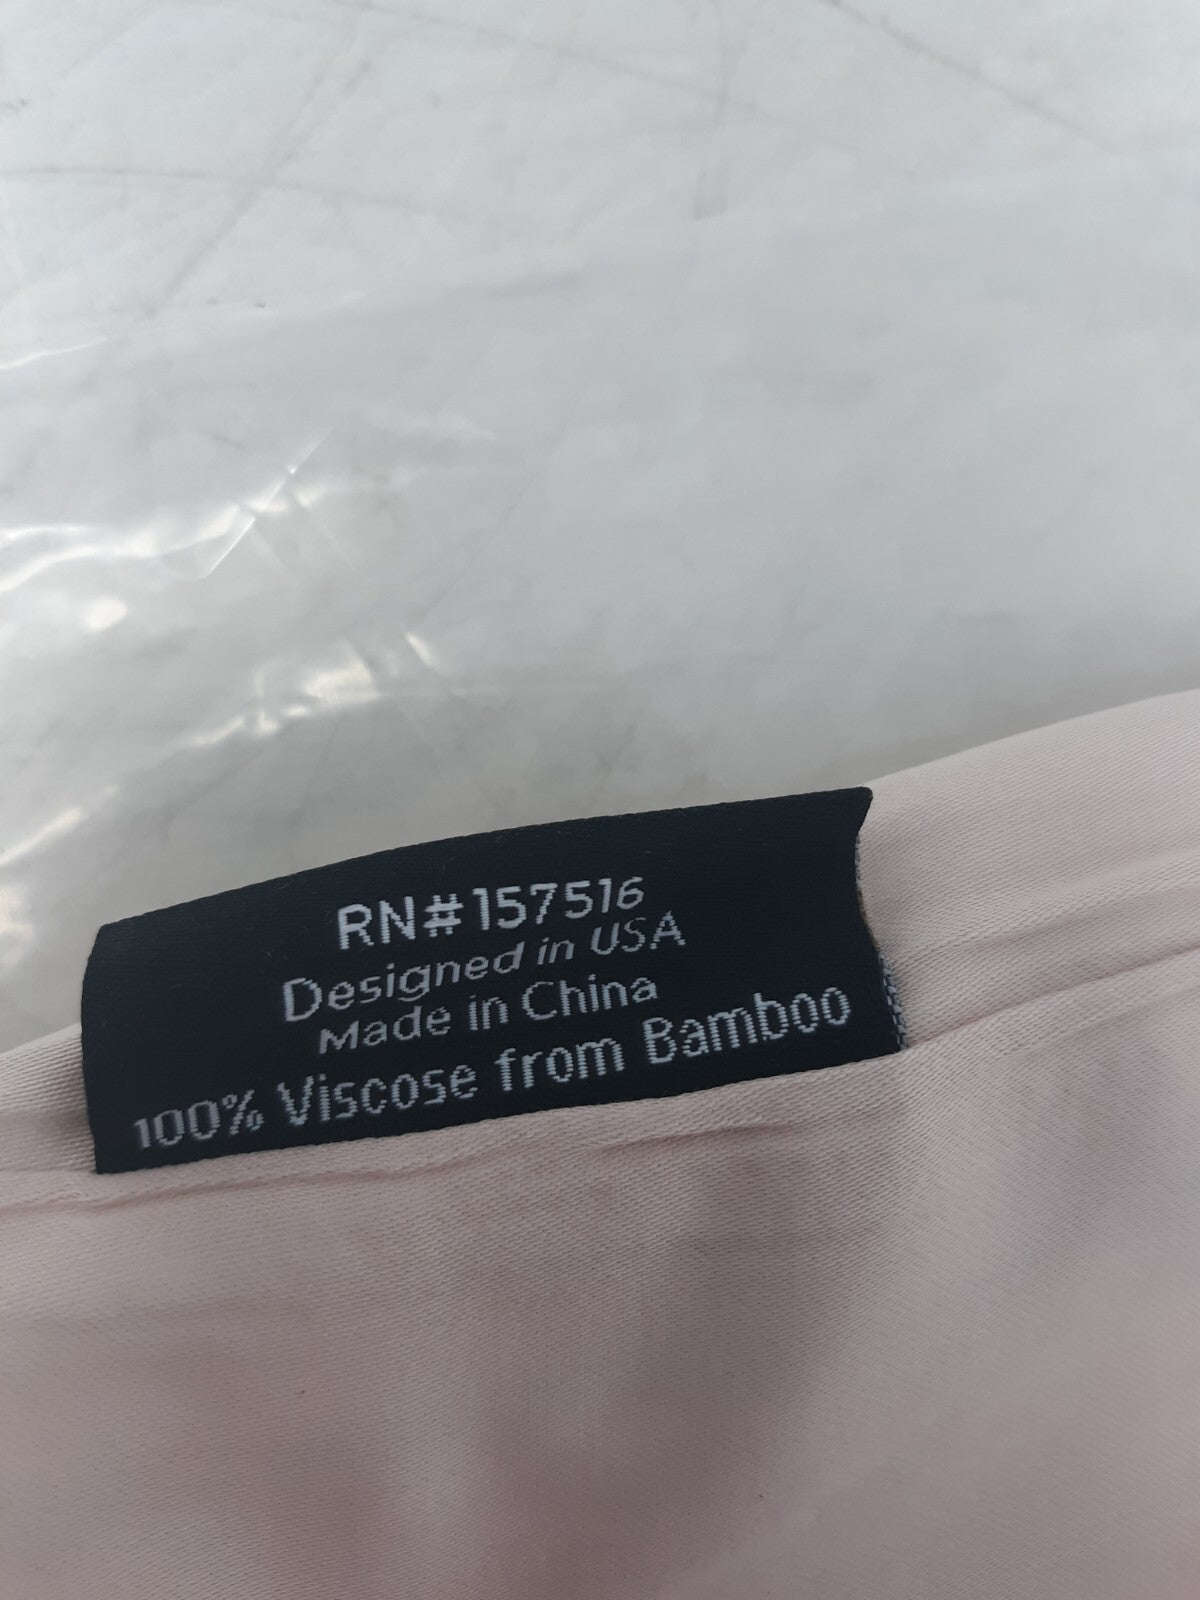 RN#157516
Designed in USA
Made in China
100% Viscose from Bamboo